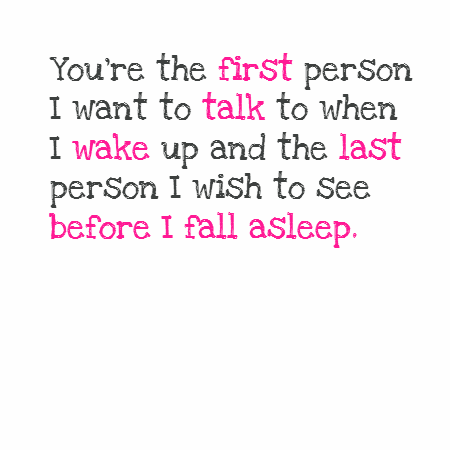 You're the first person
I want to talk to when
I wake up and the last
person I wish to see
before I fall asleep.